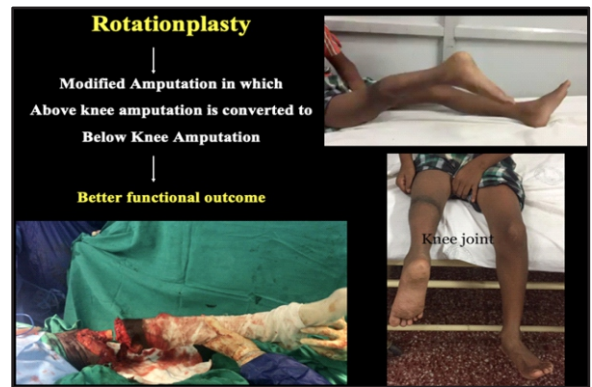 Rotationplasty
Modified Amputation in which
Above knee amputation is converted to
Below Knee Amputation
Better functional outcome
Knee joint